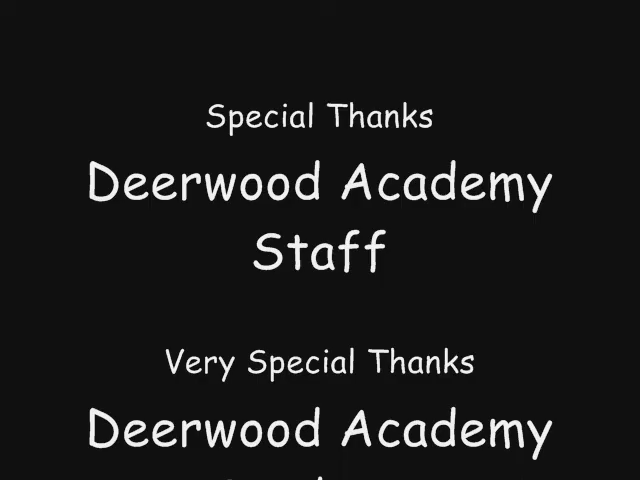 Special Thanks
Deerwood Academy
Staff
Very Special Thanks
Deerwood Academy